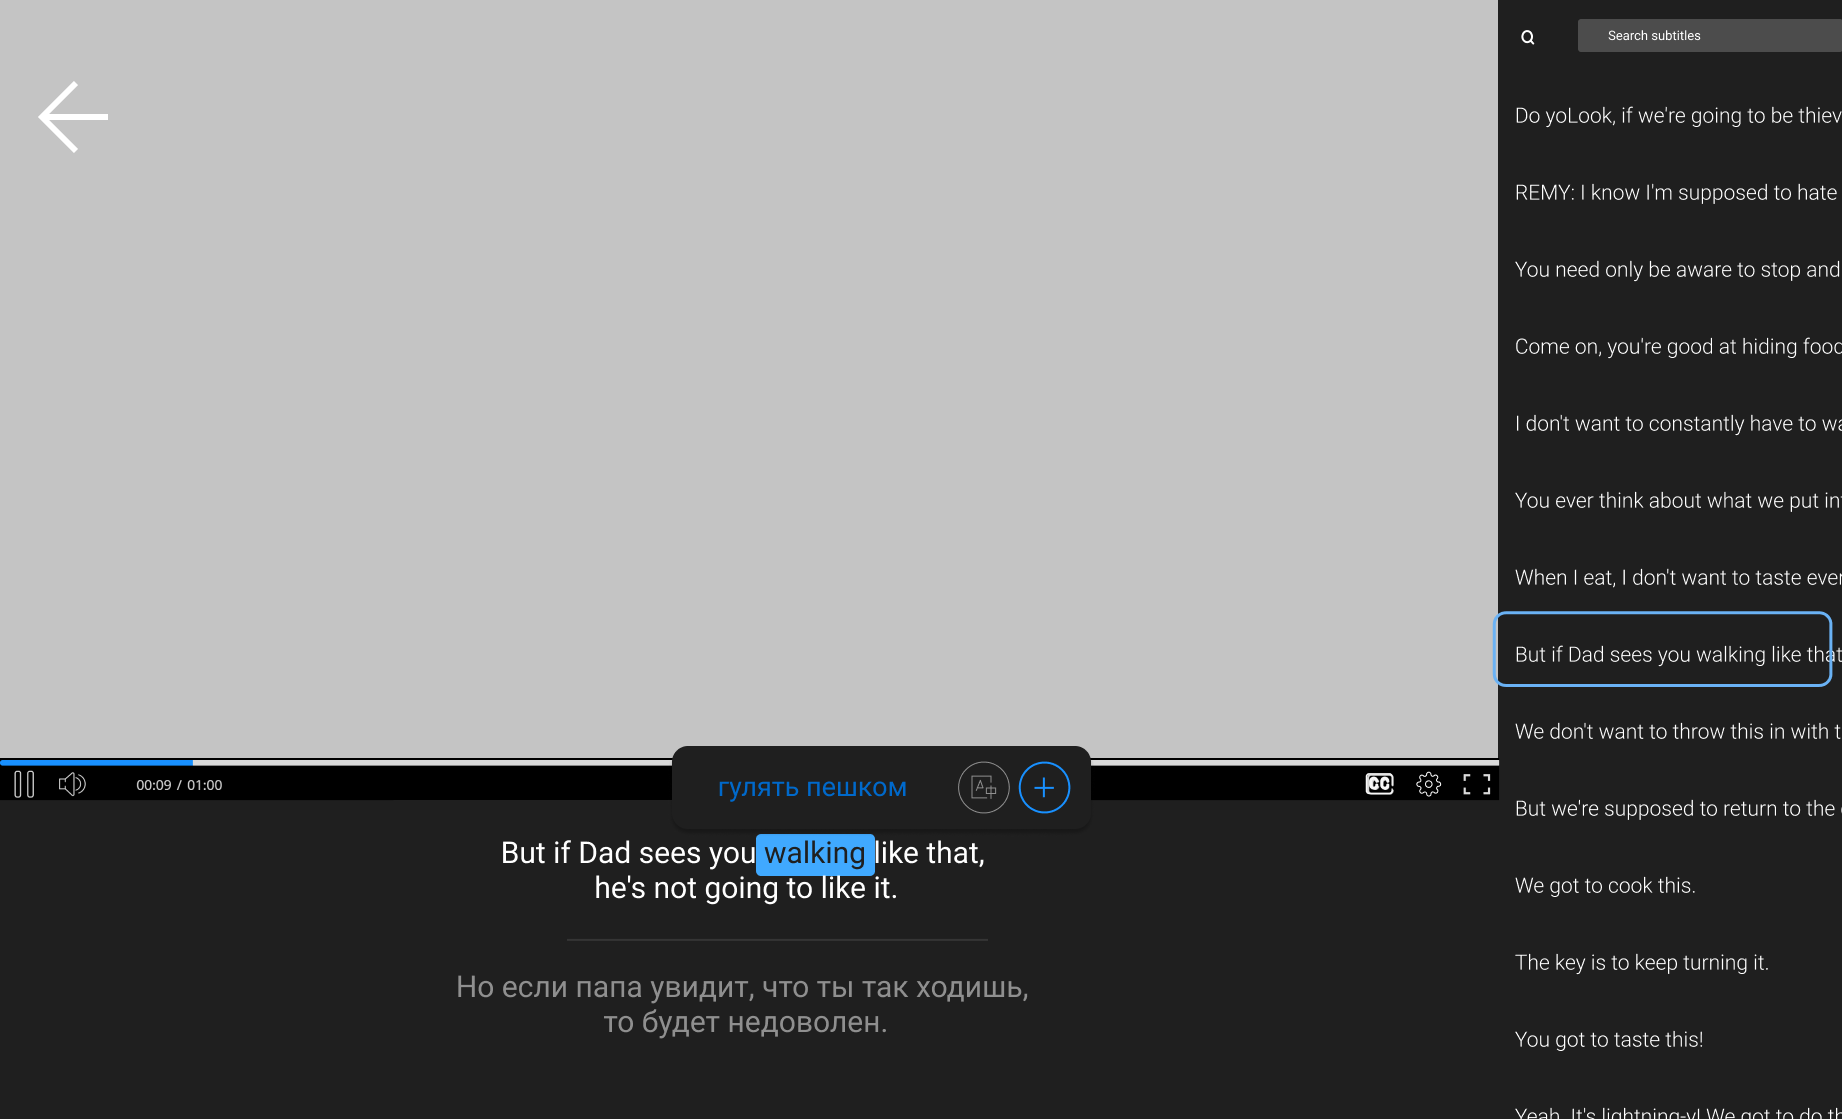 Search subtitles
Do yoLook, if we're going to be thiev
REMY: I know I'm supposed to hate
You need only be aware to stop and
Come on, you're good at hiding food
I don't want to constantly have to wa
You ever think about what we put int
When I eat, I don't want to taste ever
But if Dad sees you walking like that
We don't want to throw this in with t
But we're supposed to return to the
We got to cook this.
The key is to keep turning it.
You got to taste this!
Yeah. It's lightning-y! We got to do th
00:09 / 01:00
CC
гулять пешком
A
But if Dad sees you walking like that,
he's not going to like it.
Но если папа увидит, что ты так ходишь,
то будет недоволен.